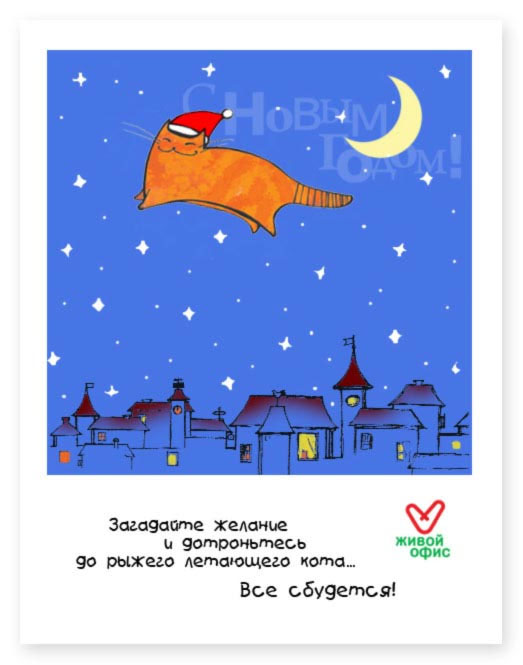 С Новым
Годом!
Загадайте желание
и дотроньтесь
до рыжего летающего кота...
Все сбудется!
ЖИВОЙ
ОФИС